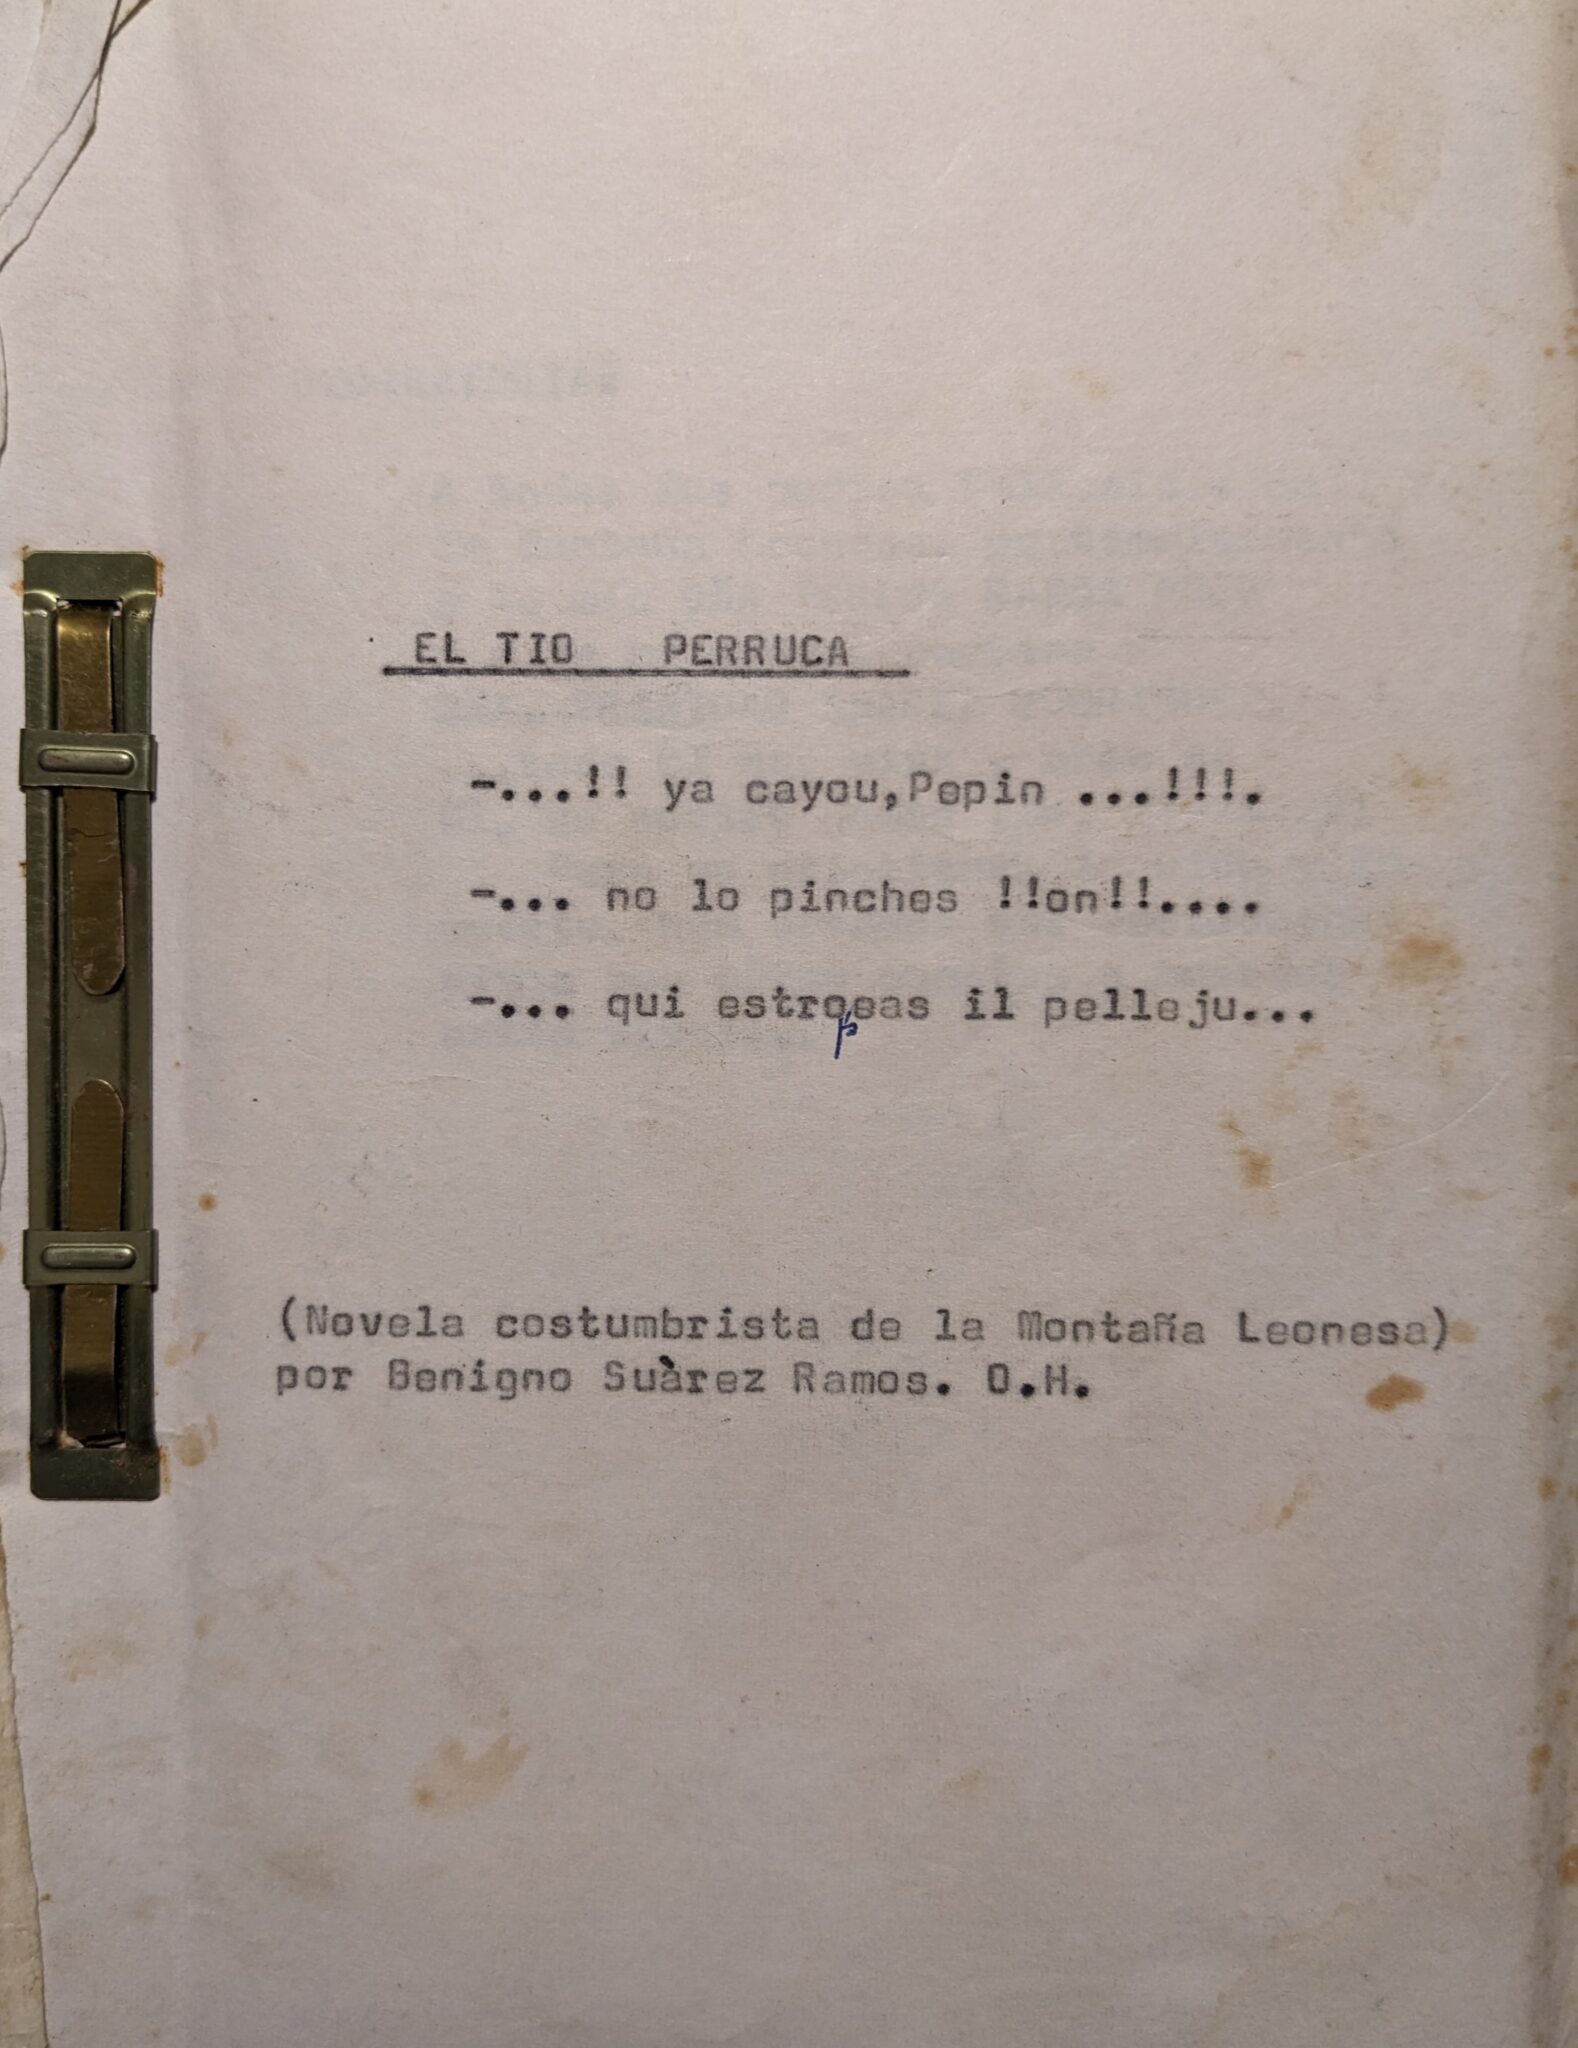 EL TIO PERRUCA
-...!! ya cayou,Pepin ...!!!.
-... no lo pinches !!on!!....
-... qui estropeas il pelleju...
(Novela costumbrista de la Montaña Leonesa)
por Benigno Suàrez Ramos. O.H.